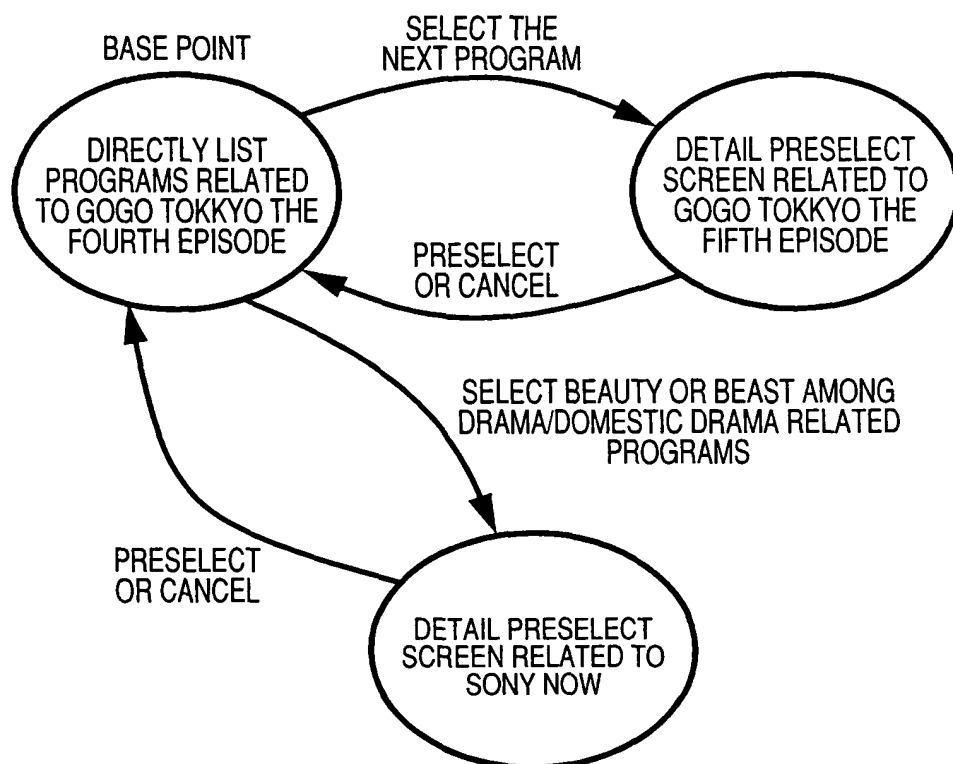 BASE POINT
SELECT THE
NEXT PROGRAM
DIRECTLY LIST
PROGRAMS RELATED
TO GOGO TOKKYO THE
FOURTH EPISODE
DETAIL PRESELECT
SCREEN RELATED TO
GOGO TOKKYO THE
FIFTH EPISODE
PRESELECT
OR CANCEL
SELECT BEAUTY OR BEAST AMONG
DRAMA/DOMESTIC DRAMA RELATED
PROGRAMS
PRESELECT
OR CANCEL
DETAIL PRESELECT
SCREEN RELATED TO
SONY NOW